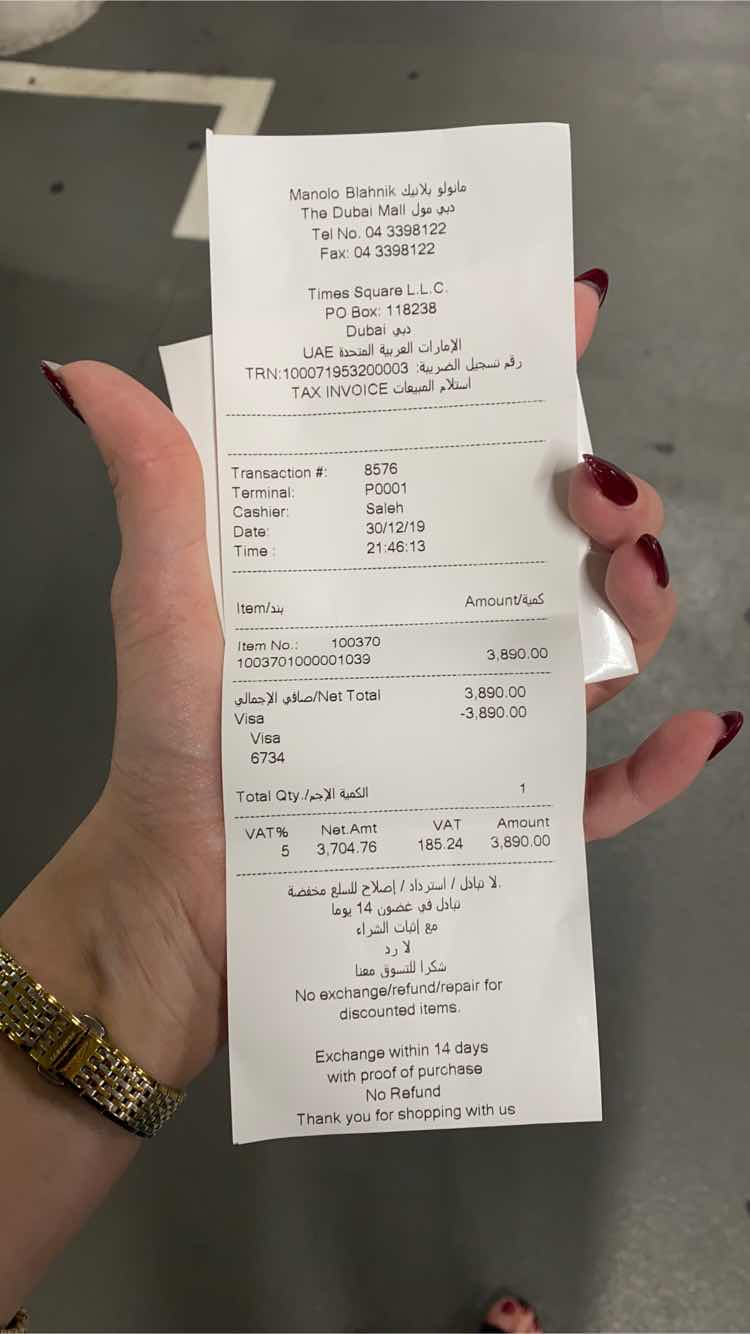 Manolo Blahnik مانولو بلانيك
The Dubai Mall دبي مول
Tel No. 04 3398122
Fax: 04 3398122
Times Square L.L.C.
PO Box: 118238
Dubai دبي
UAE الإمارات العربية المتحدة
TRN:100071953200003 رقم تسجيل الضريبة:
TAX INVOICE استلام المبيعات
Transaction #: 8576
Terminal: P0001
Cashier: Saleh
Date: 30/12/19
Time : 21:46:13
Item/بند Amount/كمية
Item No.: 100370
1003701000001039 3,890.00
صافي الإجمالي/Net Total 3,890.00
Visa -3,890.00
Visa
6734
Total Qty./الكمية الإجم 1
VAT% Net.Amt VAT Amount
5 3,704.76 185.24 3,890.00
لا تبادل / استرداد / إصلاح للسلع مخفضة.
تبادل في غضون 14 يوما
مع إثبات الشراء
لا رد
شكرا للتسوق معنا
No exchange/refund/repair for
discounted items.
Exchange within 14 days
with proof of purchase
No Refund
Thank you for shopping with us